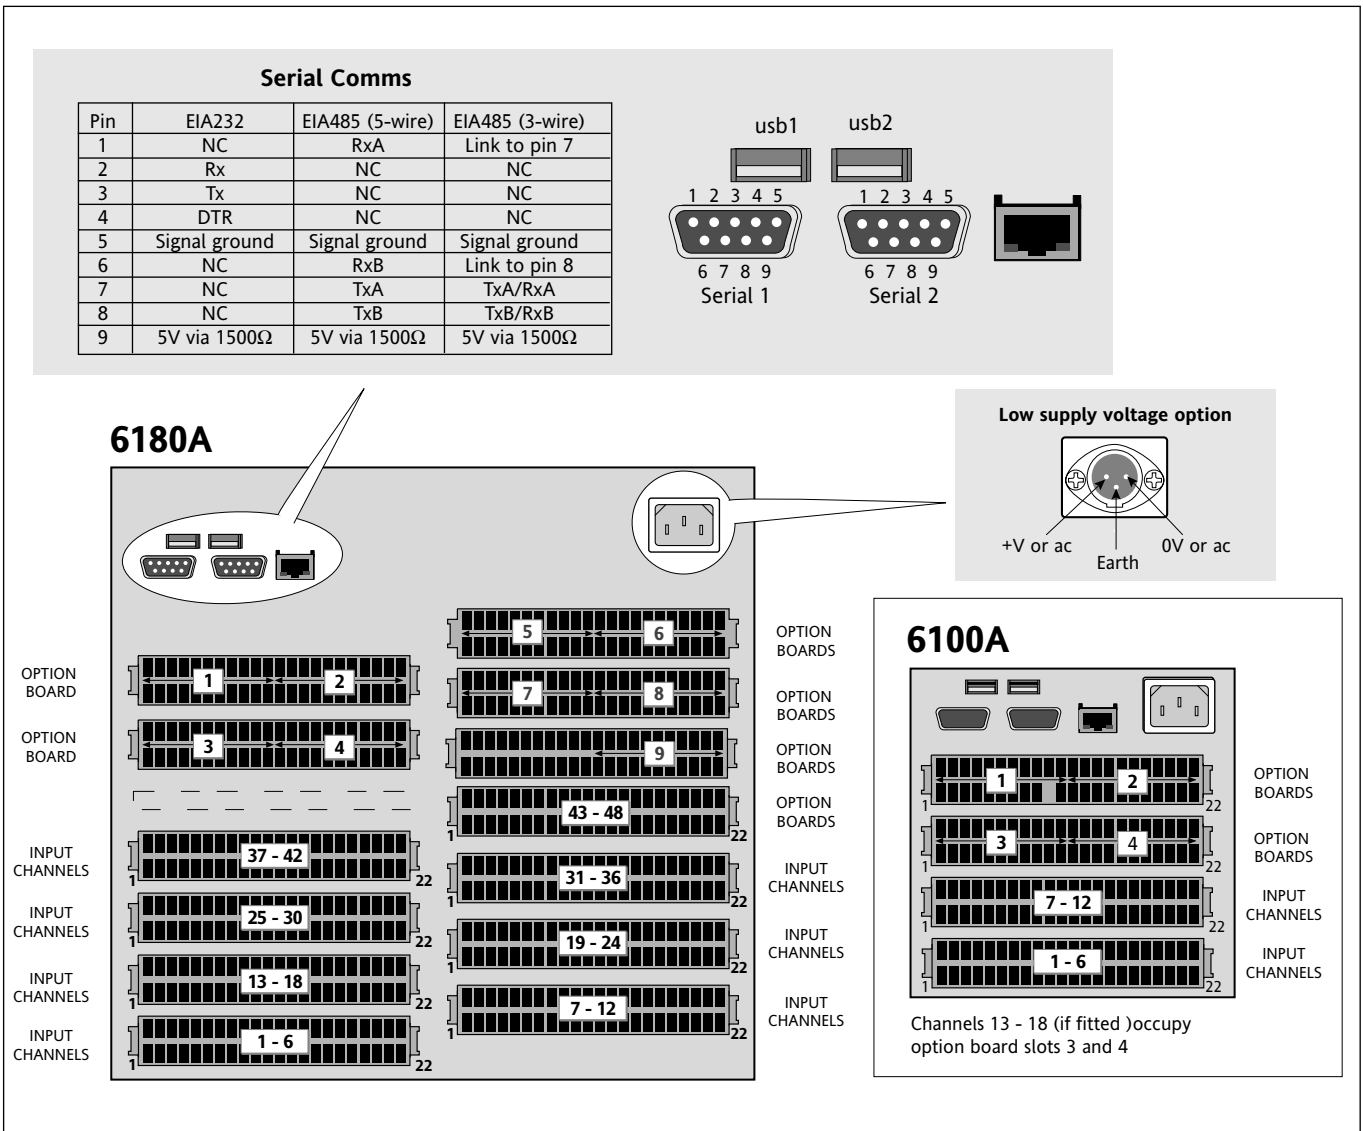 Serial Comms
Pin EIA232 EIA485 (5-wire) EIA485 (3-wire)
1 NC RxA Link to pin 7
2 Rx NC NC
3 Tx NC NC
4 DTR NC NC
5 Signal ground Signal ground Signal ground
6 NC RxB Link to pin 8
7 NC TxA TxA/RxA
8 NC TxB TxB/RxB
9 5V via 1500Ω 5V via 1500Ω 5V via 1500Ω
usb1 usb2
1 2 3 4 5 1 2 3 4 5
6 7 8 9 6 7 8 9
Serial 1 Serial 2
6180A
Low supply voltage option
+V or ac Earth 0V or ac
OPTION
BOARD
1 2
OPTION
BOARD
3 4
INPUT
CHANNELS
37 - 42
1 22
INPUT
CHANNELS
25 - 30
1 22
INPUT
CHANNELS
13 - 18
1 22
INPUT
CHANNELS
1 - 6
1 22
5 6
OPTION
BOARDS
7 8
OPTION
BOARDS
9
OPTION
BOARDS
43 - 48
1 22
OPTION
BOARDS
31 - 36
1 22
INPUT
CHANNELS
19 - 24
1 22
INPUT
CHANNELS
7 - 12
1 22
INPUT
CHANNELS
6100A
1 2
1 22
OPTION
BOARDS
3 4
1 22
OPTION
BOARDS
7 - 12
1 22
INPUT
CHANNELS
1 - 6
1 22
INPUT
CHANNELS
Channels 13 - 18 (if fitted )occupy
option board slots 3 and 4